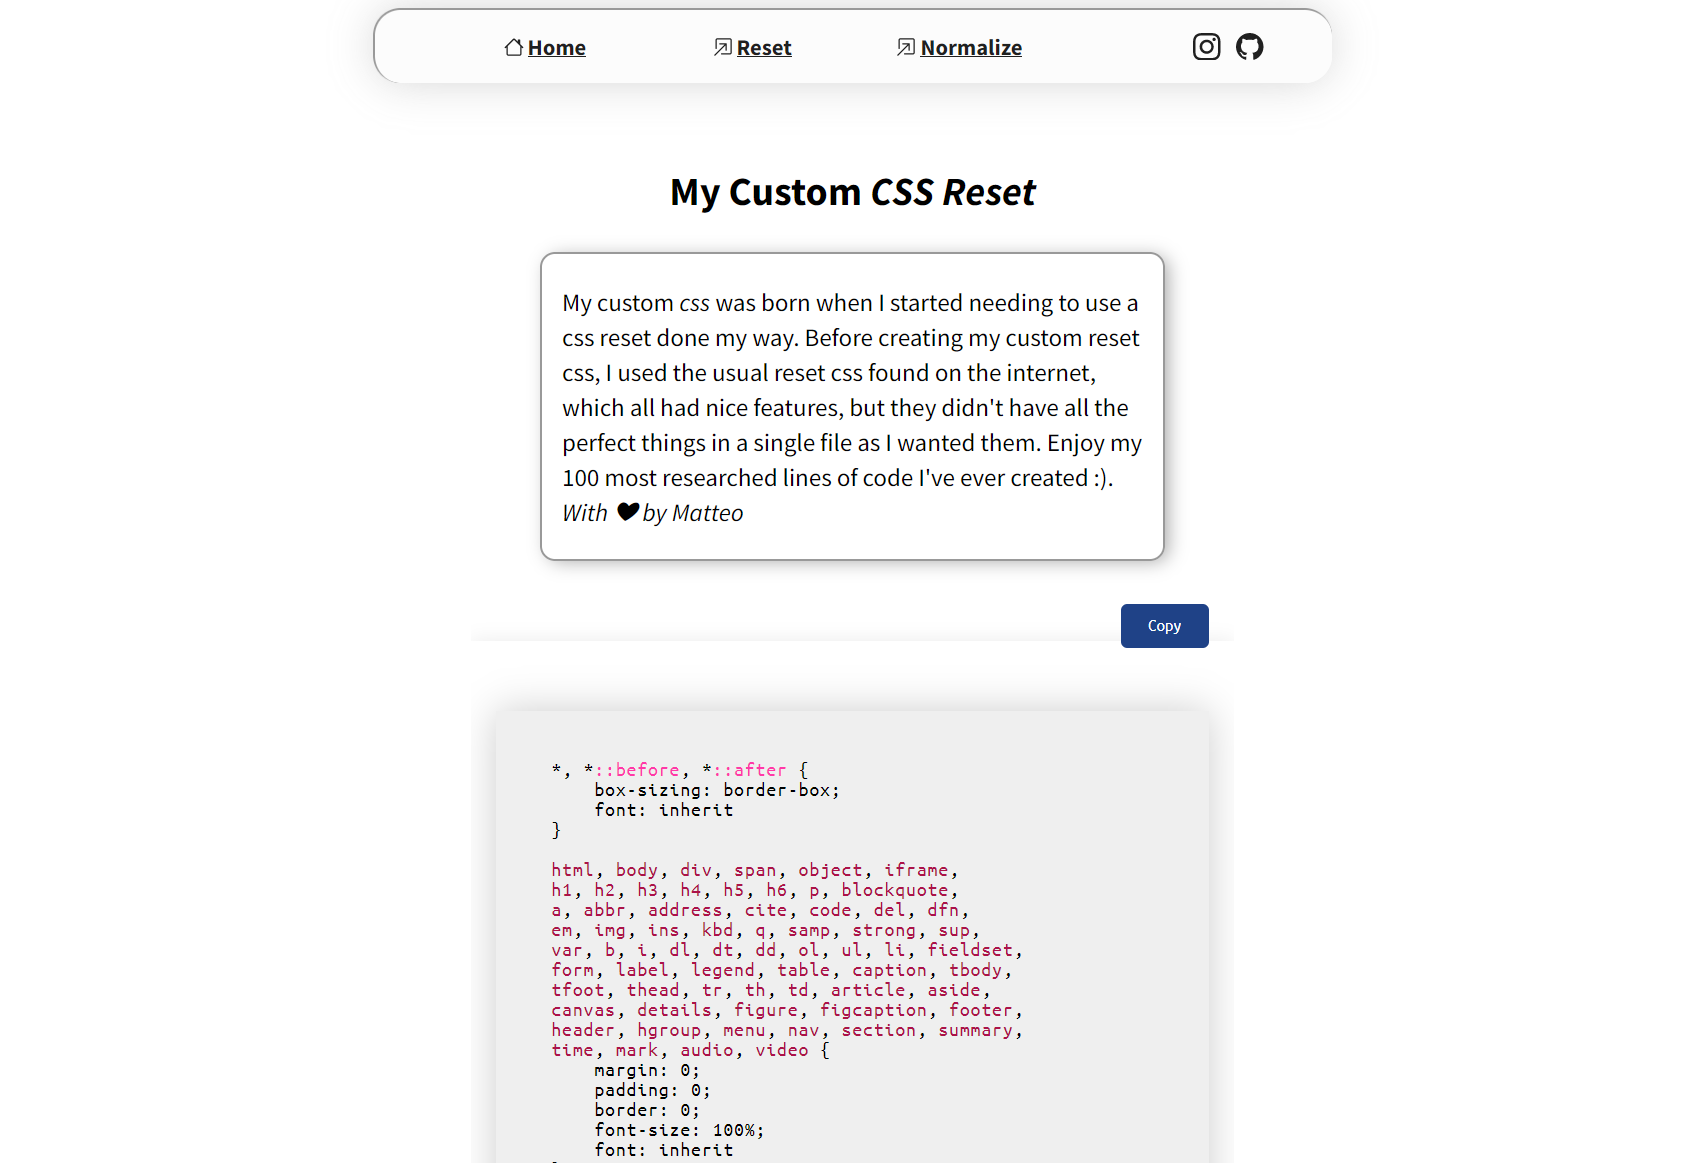 Home Reset Normalize
My Custom CSS Reset
My custom css was born when I started needing to use a
css reset done my way. Before creating my custom reset
css, I used the usual reset css found on the internet,
which all had nice features, but they didn't have all the
perfect things in a single file as I wanted them. Enjoy my
100 most researched lines of code I've ever created :).
With 🖤 by Matteo
Copy
*, *::before, *::after {
    box-sizing: border-box;
    font: inherit
}
html, body, div, span, object, iframe,
h1, h2, h3, h4, h5, h6, p, blockquote,
a, abbr, address, cite, code, del, dfn,
em, img, ins, kbd, q, samp, strong, sup,
var, b, i, dl, dt, dd, ol, ul, li, fieldset,
form, label, legend, table, caption, tbody,
tfoot, thead, tr, th, td, article, aside,
canvas, details, figure, figcaption, footer,
header, hgroup, menu, nav, section, summary,
time, mark, audio, video {
    margin: 0;
    padding: 0;
    border: 0;
    font-size: 100%;
    font: inherit